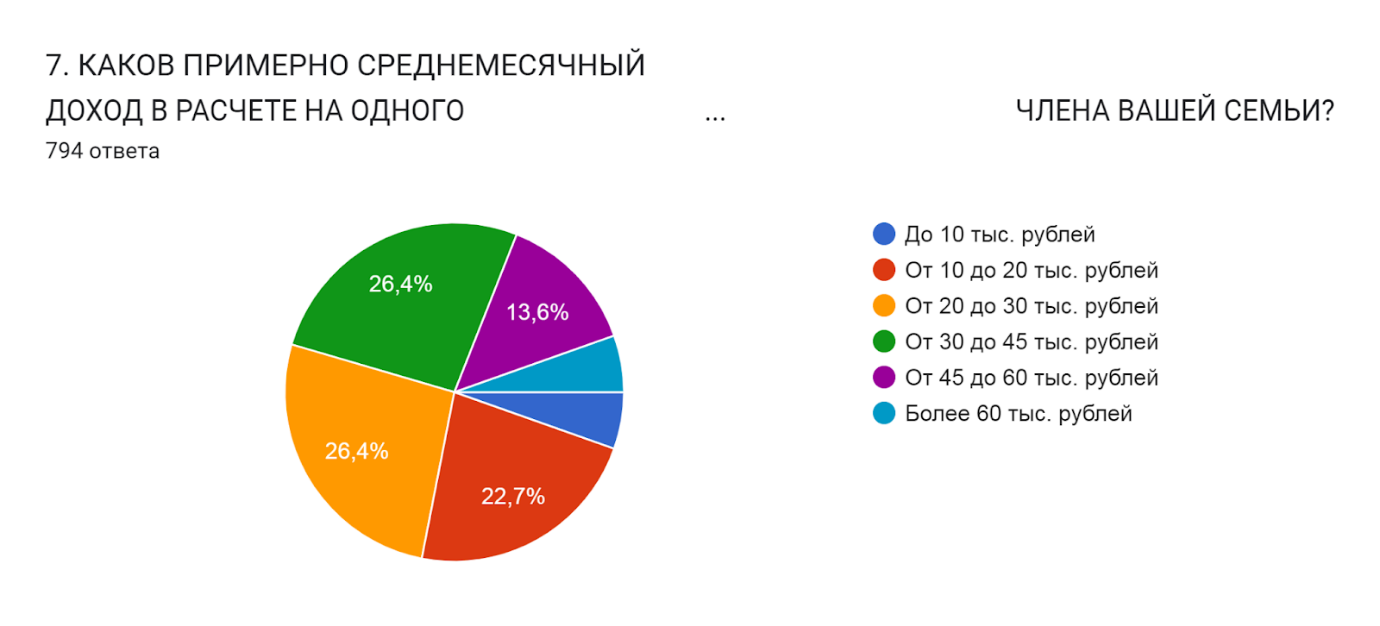 7. КАКОВ ПРИМЕРНО СРЕДНЕМЕСЯЧНЫЙ
ДОХОД В РАСЧЕТЕ НА ОДНОГО ... ЧЛЕНА ВАШЕЙ СЕМЬИ?
794 ответа
26,4%
13,6%
26,4%
22,7%
До 10 тыс. рублей
От 10 до 20 тыс. рублей
От 20 до 30 тыс. рублей
От 30 до 45 тыс. рублей
От 45 до 60 тыс. рублей
Более 60 тыс. рублей